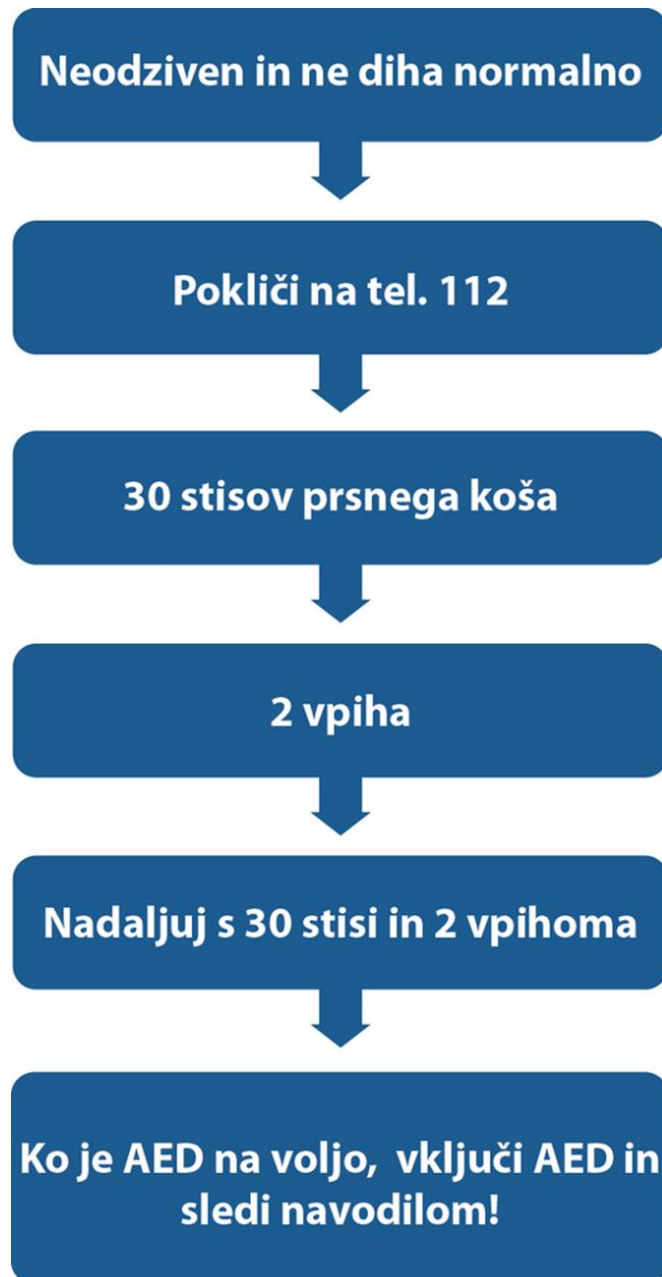 Neodziven in ne diha normalno
Pokliči na tel. 112
30 stisov prsnega koša
2 vpiha
Nadaljuj s 30 stisi in 2 vpihoma
Ko je AED na voljo, vključi AED in
sledi navodilom!